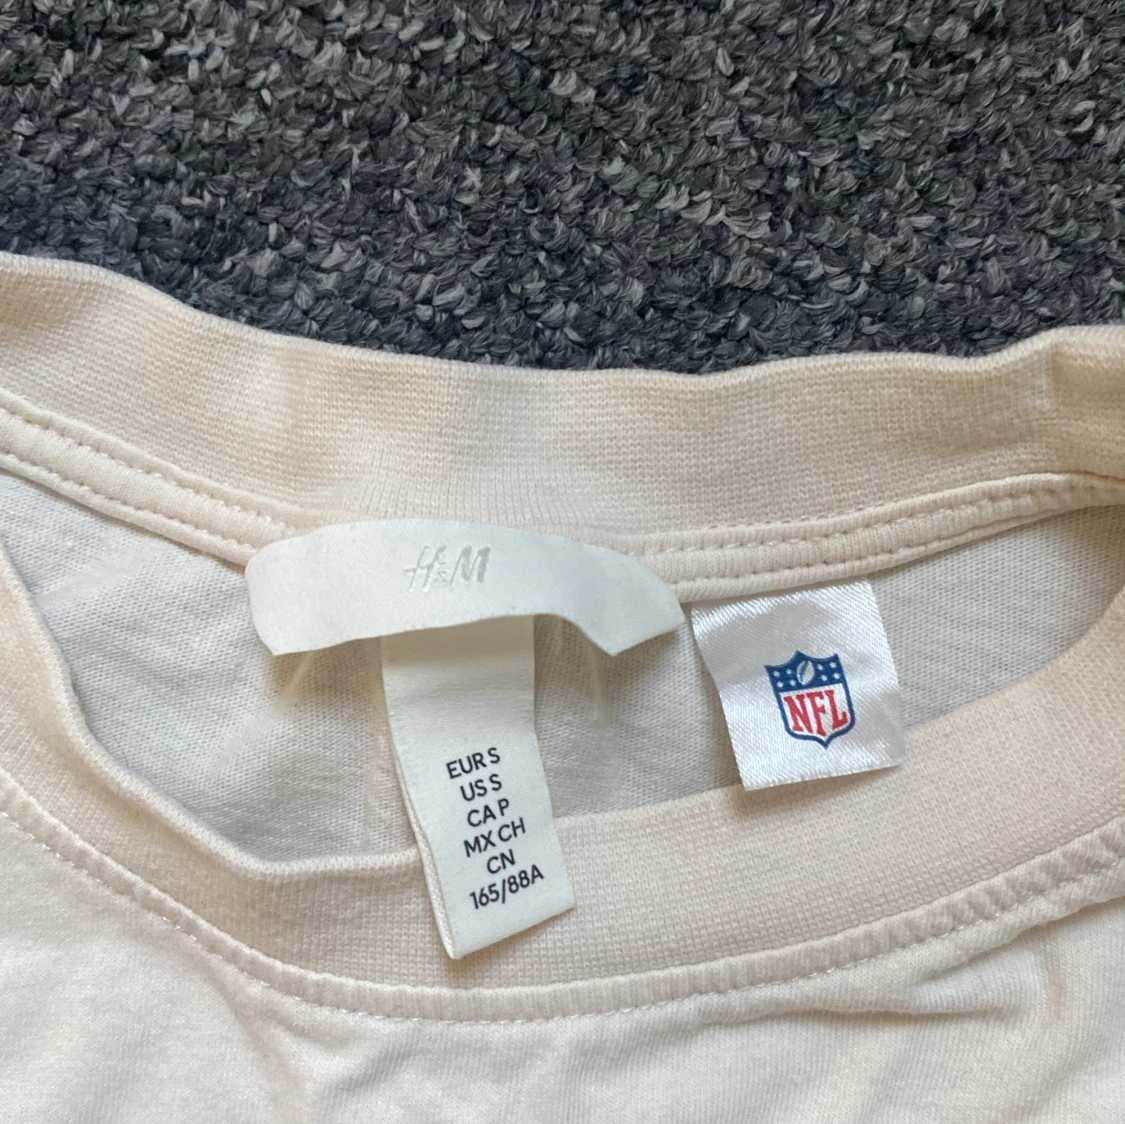 H&M
NFL
EUR S
US S
CA P
MX CH
CN
165/88A